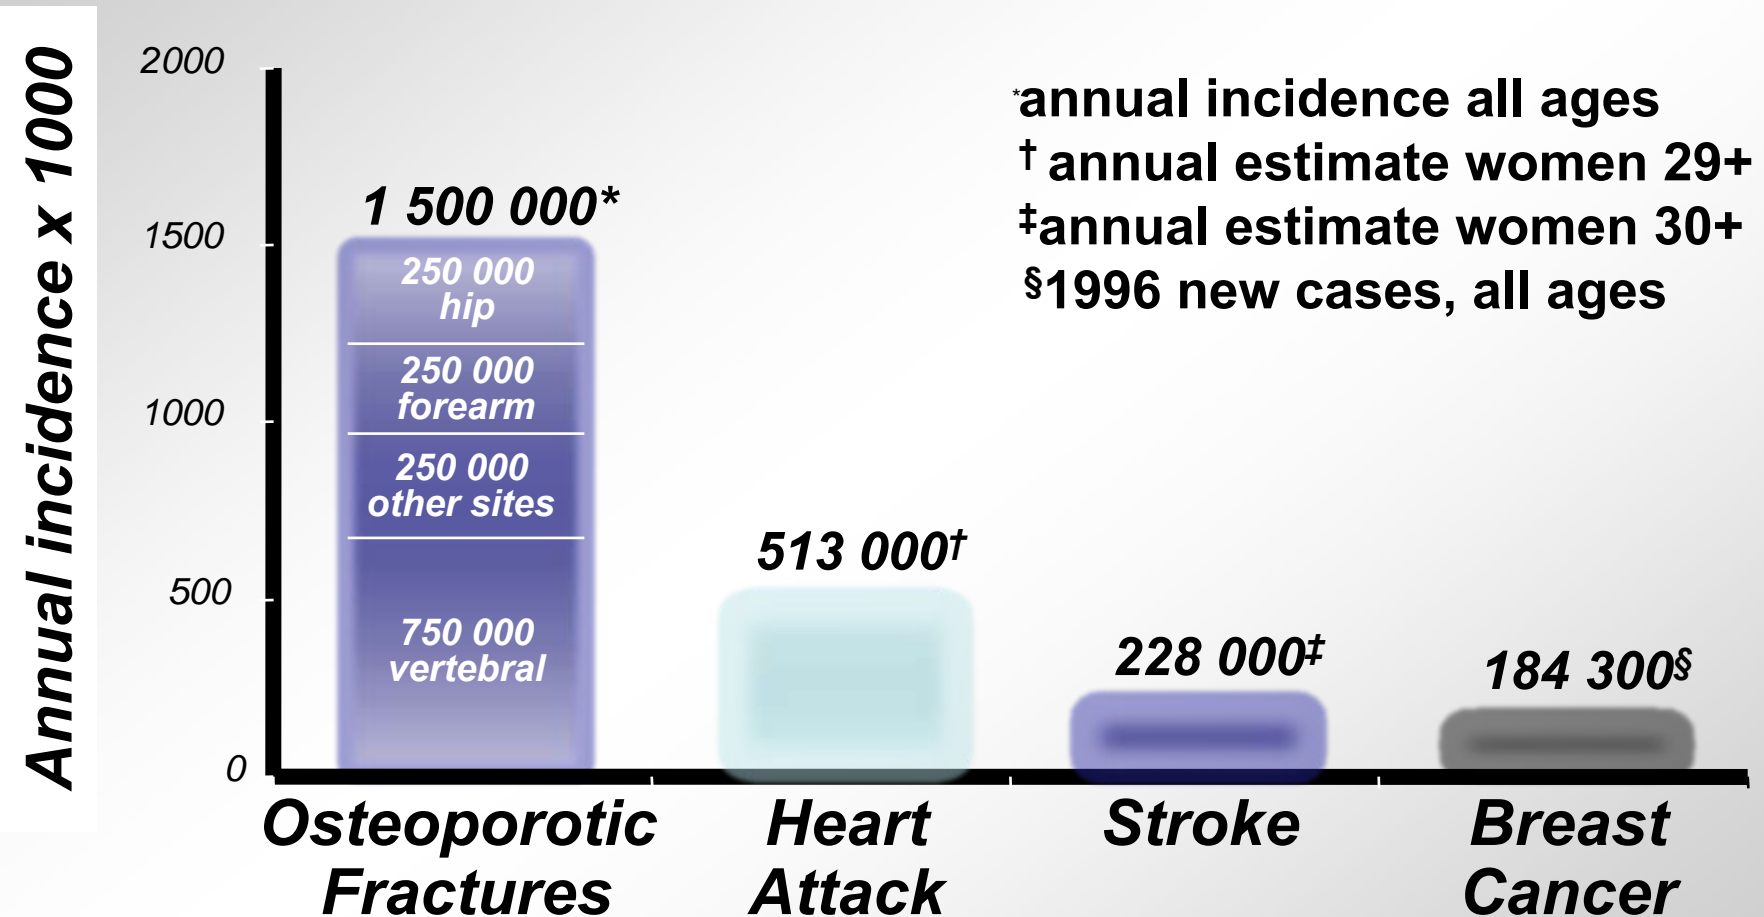 Annual incidence x 1000
2000
1500
1000
500
0
*annual incidence all ages
† annual estimate women 29+
‡annual estimate women 30+
§1996 new cases, all ages
1 500 000*
250 000
hip
250 000
forearm
250 000
other sites
750 000
vertebral
513 000†
228 000‡
184 300§
Osteoporotic
Fractures
Heart
Attack
Stroke
Breast
Cancer